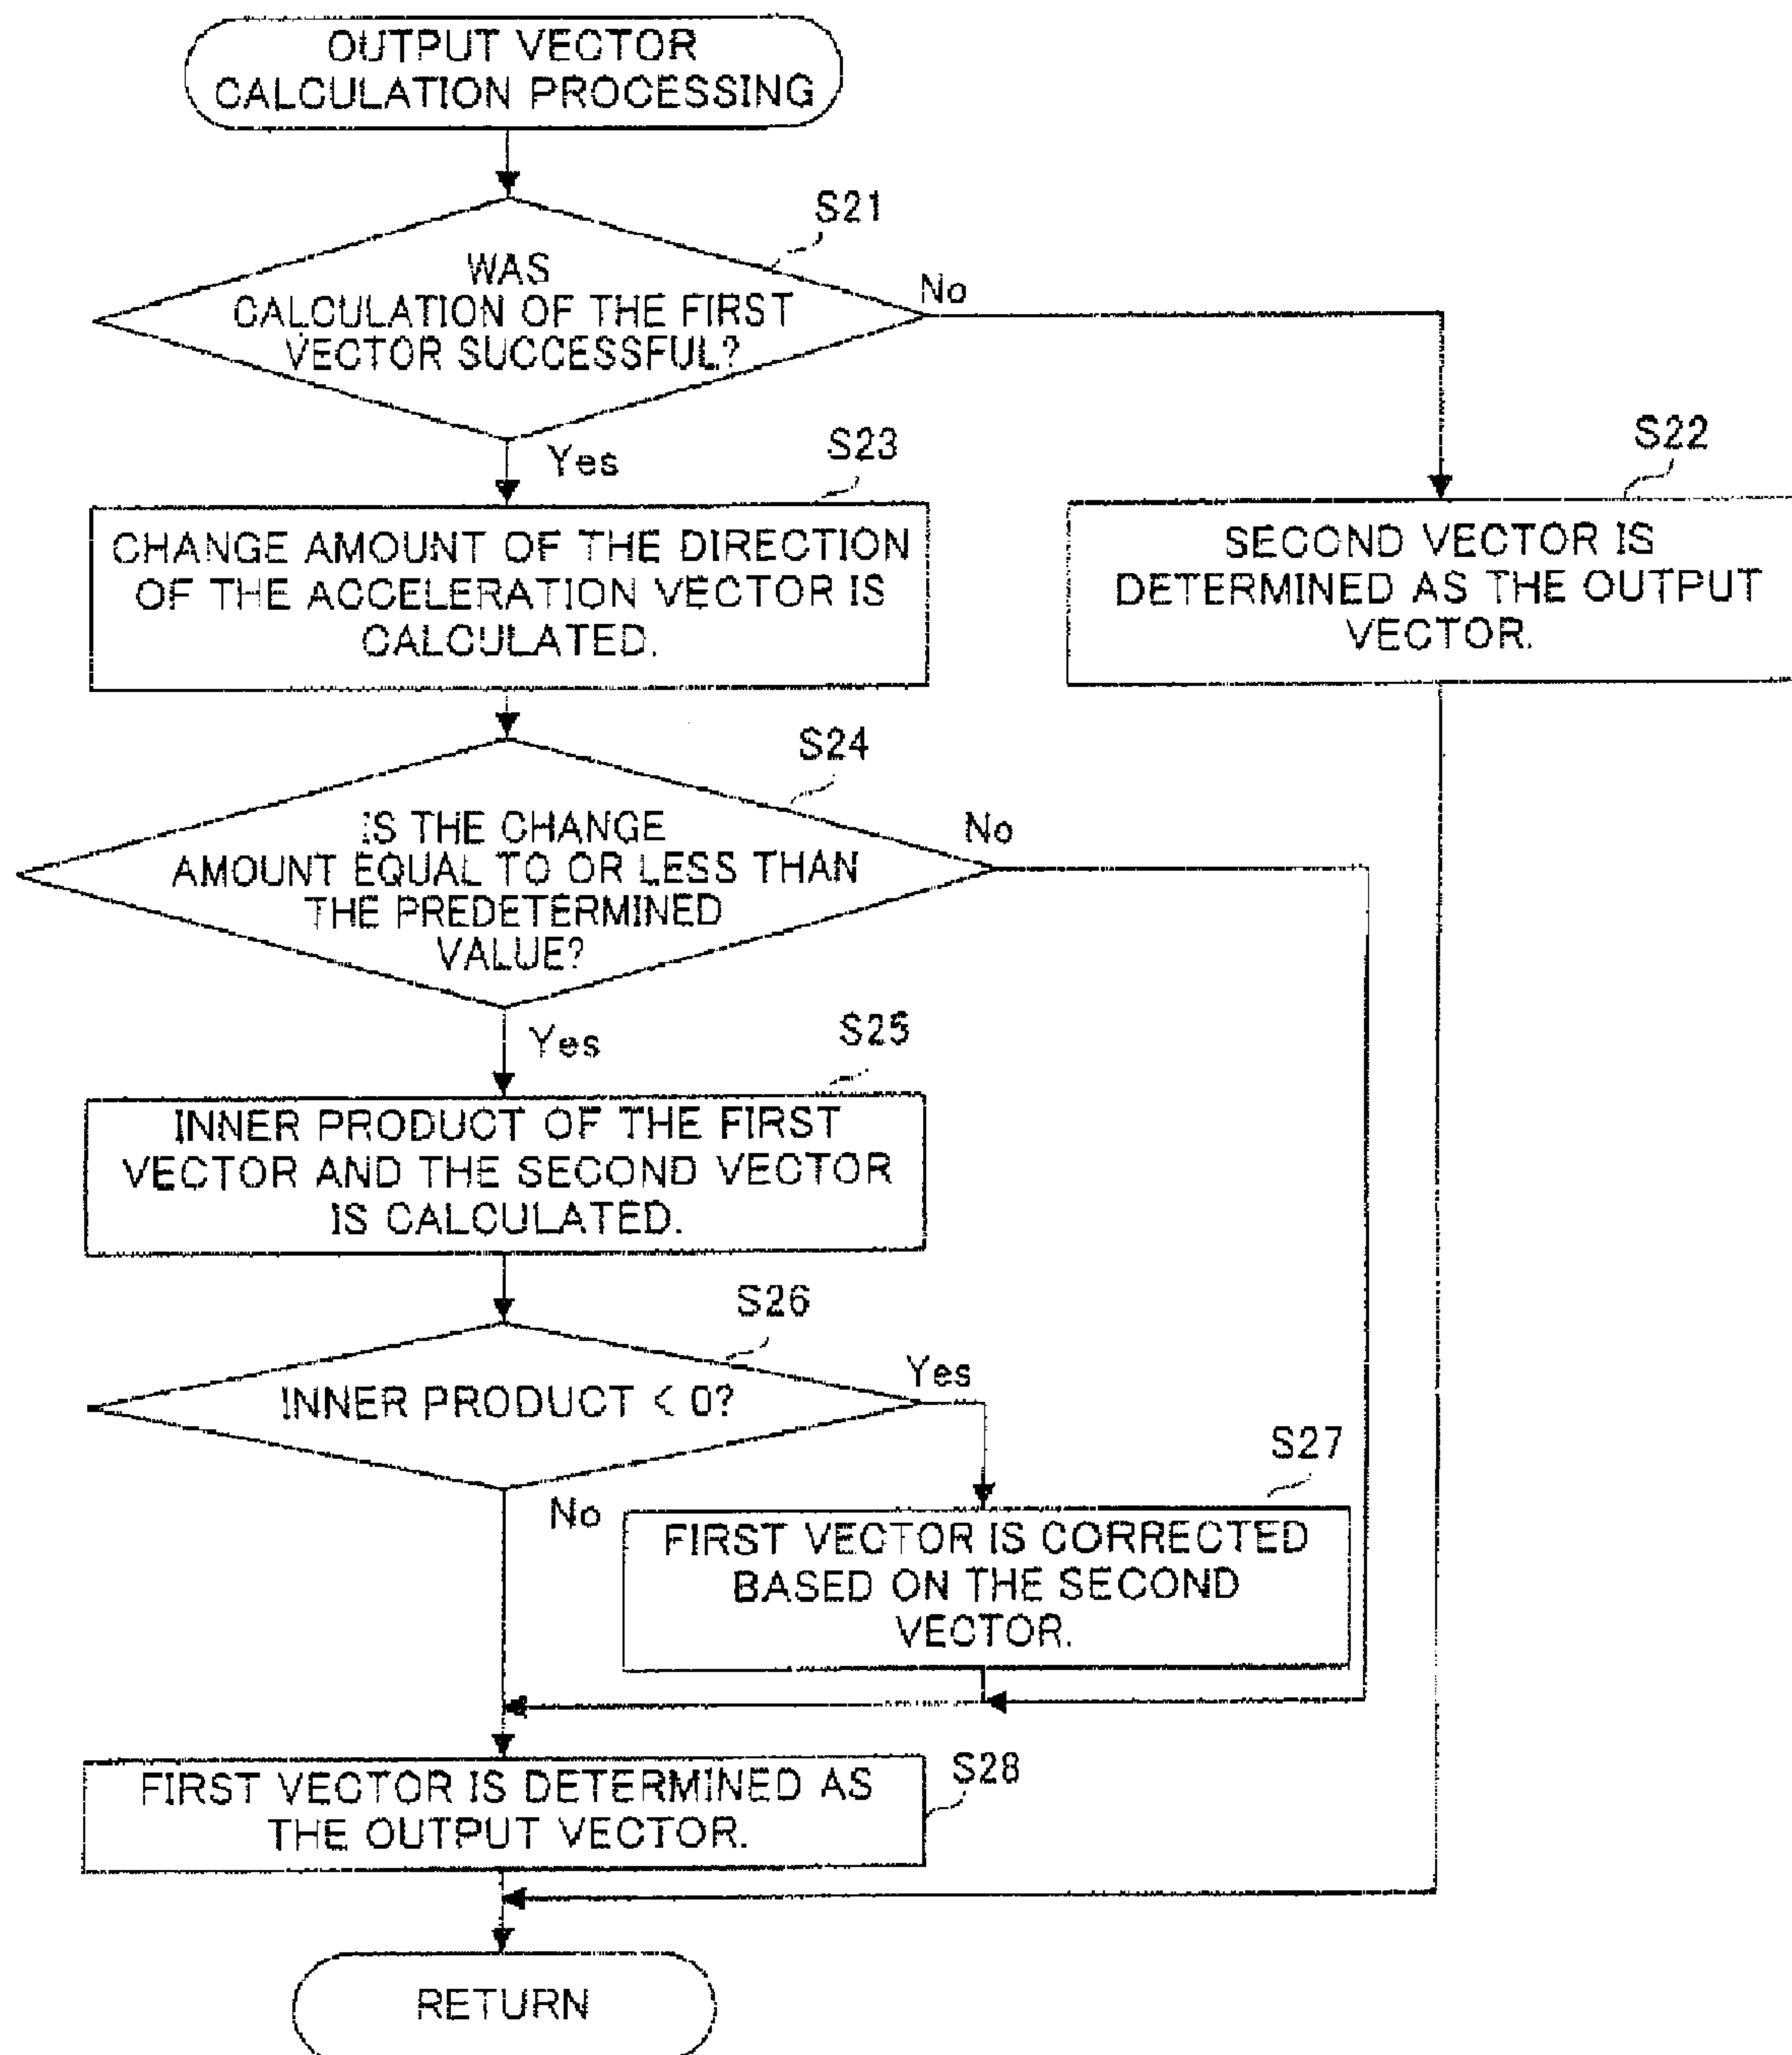 OUTPUT VECTOR
CALCULATION PROCESSING
S21
WAS
CALCULATION OF THE FIRST
VECTOR SUCCESSFUL?
No
Yes
S22
SECOND VECTOR IS
DETERMINED AS THE OUTPUT
VECTOR.
S23
CHANGE AMOUNT OF THE DIRECTION
OF THE ACCELERATION VECTOR IS
CALCULATED.
S24
IS THE CHANGE
AMOUNT EQUAL TO OR LESS THAN
THE PREDETERMINED
VALUE?
No
Yes
S25
INNER PRODUCT OF THE FIRST
VECTOR AND THE SECOND VECTOR
IS CALCULATED.
S26
INNER PRODUCT < 0?
Yes
No
S27
FIRST VECTOR IS CORRECTED
BASED ON THE SECOND
VECTOR.
S28
FIRST VECTOR IS DETERMINED AS
THE OUTPUT VECTOR.
RETURN